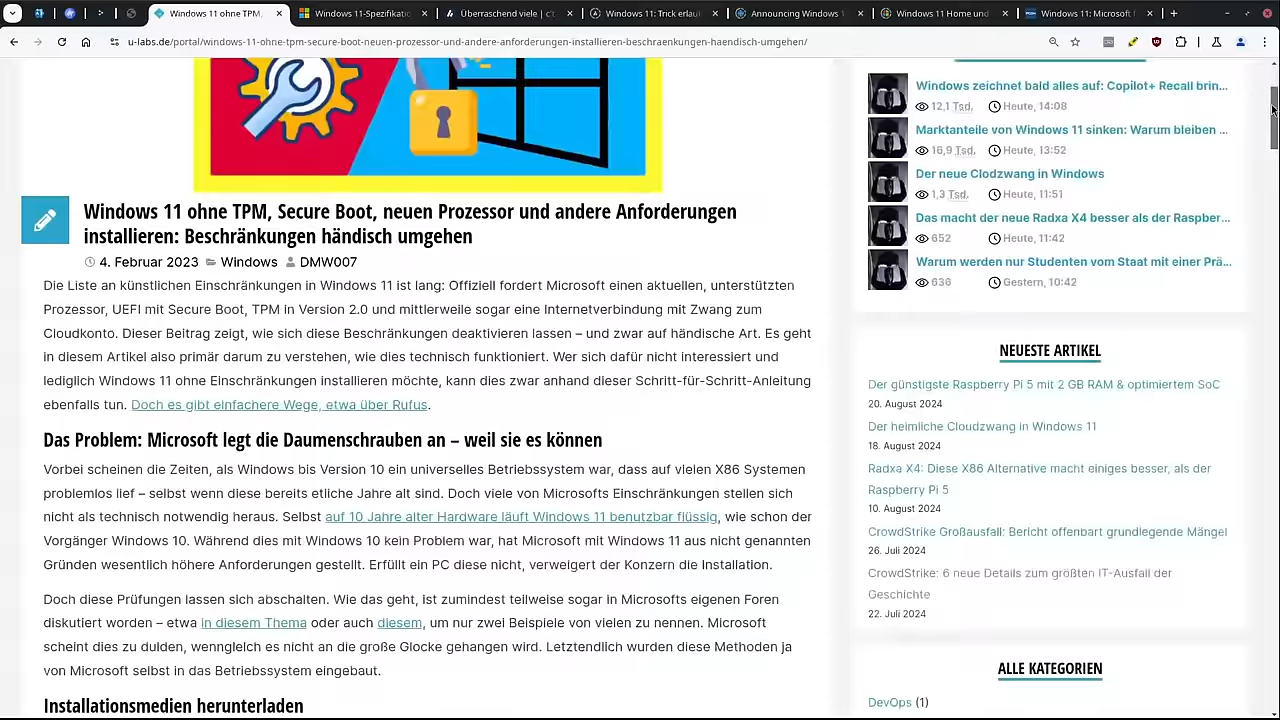 Windows 11 ohne TPM,
Windows 11-Spezifikatio
Überraschend viele | c't
Windows 11: Trick erlaul
Announcing Windows 1
Windows 11 Home und
Windows 11: Microsoft f
u-labs.de/portal/windows-11-ohne-tpm-secure-boot-neuen-prozessor-und-andere-anforderungen-installieren-beschraenkungen-haendisch-umgehen/
Windows 11 ohne TPM, Secure Boot, neuen Prozessor und andere Anforderungen
installieren: Beschränkungen händisch umgehen
4. Februar 2023 Windows DMW007
Die Liste an künstlichen Einschränkungen in Windows 11 ist lang: Offiziell fordert Microsoft einen aktuellen, unterstützten
Prozessor, UEFI mit Secure Boot, TPM in Version 2.0 und mittlerweile sogar eine Internetverbindung mit Zwang zum
Cloudkonto. Dieser Beitrag zeigt, wie sich diese Beschränkungen deaktivieren lassen – und zwar auf händische Art. Es geht
in diesem Artikel also primär darum zu verstehen, wie dies technisch funktioniert. Wer sich dafür nicht interessiert und
lediglich Windows 11 ohne Einschränkungen installieren möchte, kann dies zwar anhand dieser Schritt-für-Schritt-Anleitung
ebenfalls tun. Doch es gibt einfachere Wege, etwa über Rufus.
Das Problem: Microsoft legt die Daumenschrauben an – weil sie es können
Vorbei scheinen die Zeiten, als Windows bis Version 10 ein universelles Betriebssystem war, dass auf vielen X86 Systemen
problemlos lief – selbst wenn diese bereits etliche Jahre alt sind. Doch viele von Microsofts Einschränkungen stellen sich
nicht als technisch notwendig heraus. Selbst auf 10 Jahre alter Hardware läuft Windows 11 benutzbar flüssig, wie schon der
Vorgänger Windows 10. Während dies mit Windows 10 kein Problem war, hat Microsoft mit Windows 11 aus nicht genannten
Gründen wesentlich höhere Anforderungen gestellt. Erfüllt ein PC diese nicht, verweigert der Konzern die Installation.
Doch diese Prüfungen lassen sich abschalten. Wie das geht, ist zumindest teilweise sogar in Microsofts eigenen Foren
diskutiert worden – etwa in diesem Thema oder auch diesem, um nur zwei Beispiele von vielen zu nennen. Microsoft
scheint dies zu dulden, wenngleich es nicht an die große Glocke gehangen wird. Letztendlich wurden diese Methoden ja
von Microsoft selbst in das Betriebssystem eingebaut.
Installationsmedien herunterladen
Windows zeichnet bald alles auf: Copilot+ Recall brin...
12,1 Tsd. Heute, 14:08
Marktanteile von Windows 11 sinken: Warum bleiben ...
16,9 Tsd. Heute, 13:52
Der neue Clodzwang in Windows
1,3 Tsd. Heute, 11:51
Das macht der neue Radxa X4 besser als der Raspber...
652 Heute, 11:42
Warum werden nur Studenten vom Staat mit einer Prä...
636 Gestern, 10:42
NEUESTE ARTIKEL
Der günstigste Raspberry Pi 5 mit 2 GB RAM & optimiertem SoC
20. August 2024
Der heimliche Cloudzwang in Windows 11
18. August 2024
Radxa X4: Diese X86 Alternative macht einiges besser, als der
Raspberry Pi 5
10. August 2024
CrowdStrike Großausfall: Bericht offenbart grundlegende Mängel
26. Juli 2024
CrowdStrike: 6 neue Details zum größten IT-Ausfall der
Geschichte
22. Juli 2024
ALLE KATEGORIEN
DevOps (1)